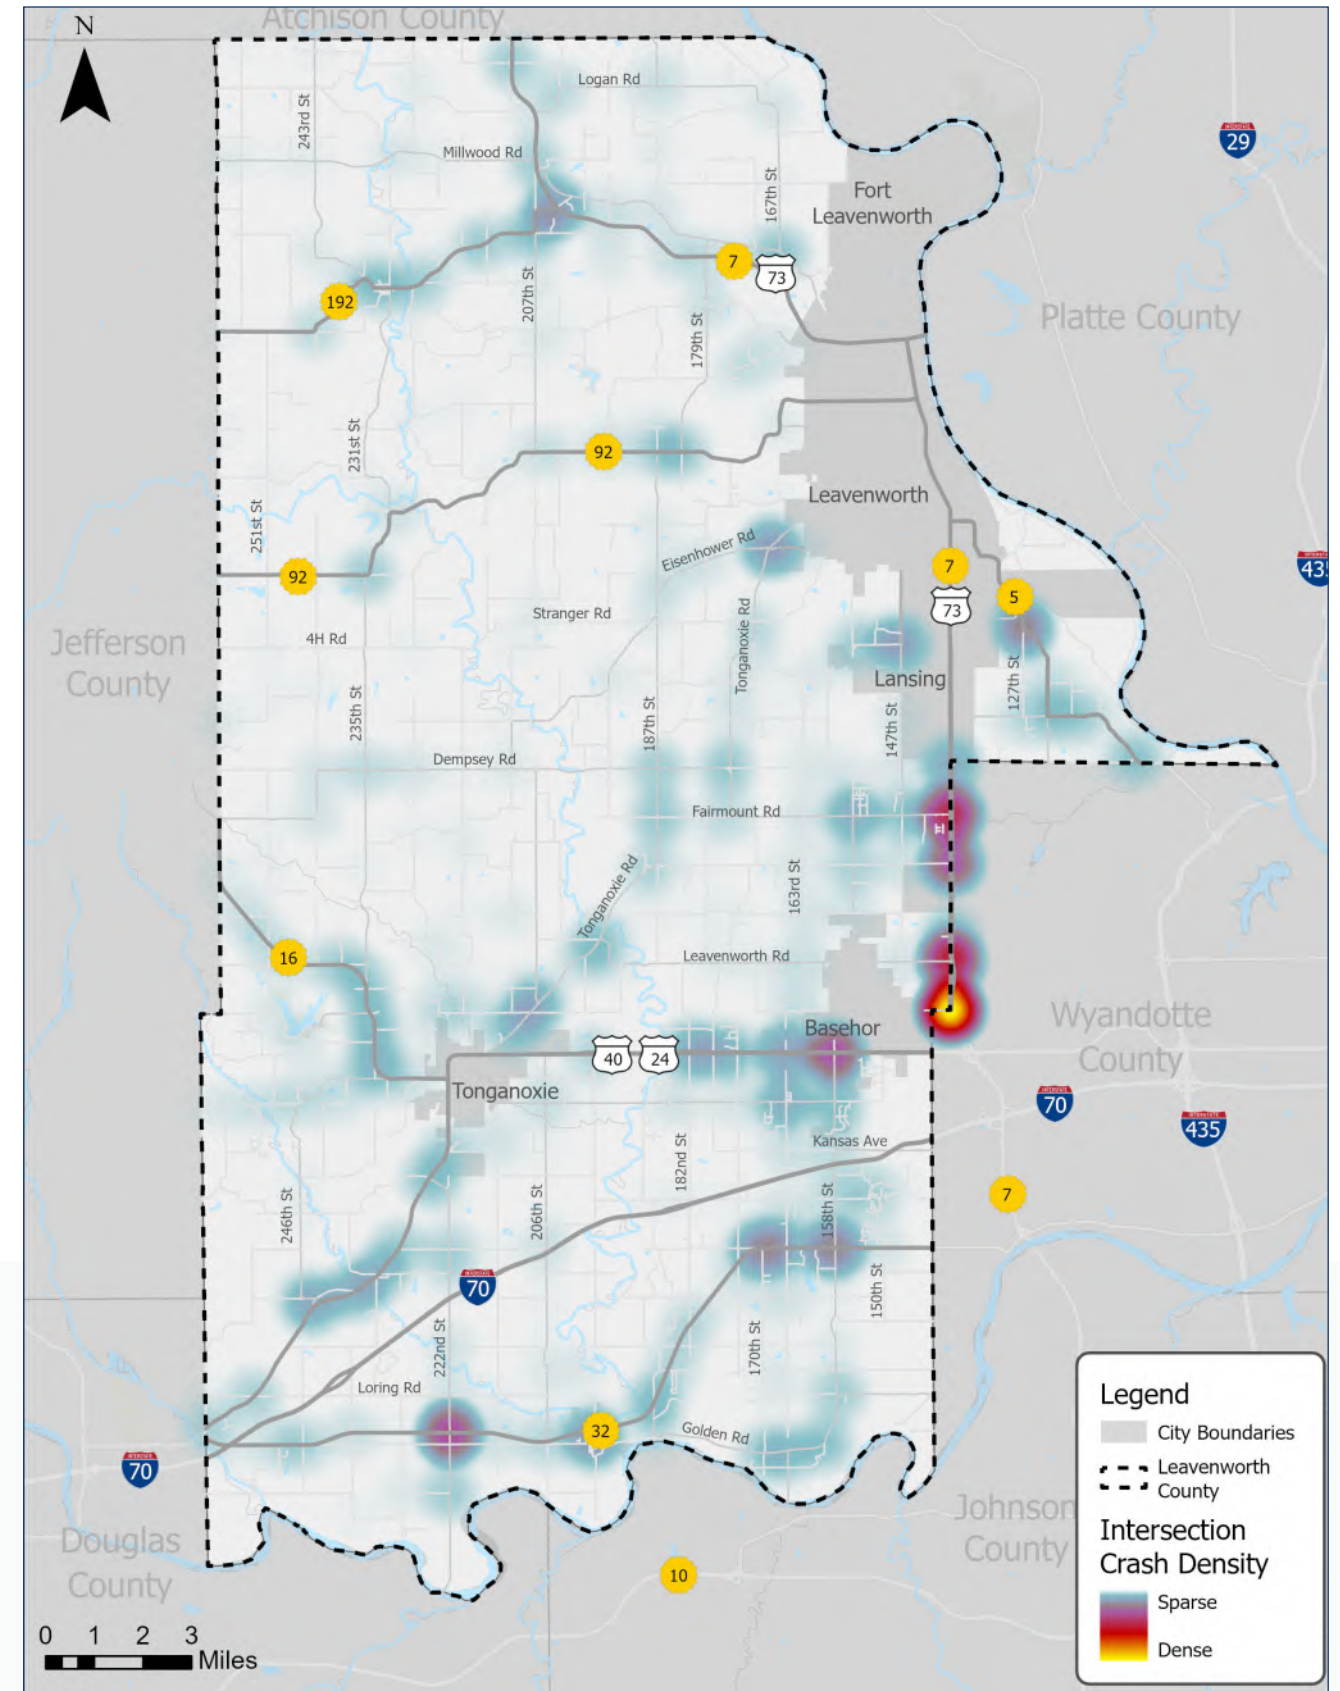 Atchison County
N
Logan Rd
243rd St
INTERSTATE
29
Millwood Rd
167th St
Fort
Leavenworth
7
73
192
207th St
Platte County
179th St
231st St
92
251st St
Leavenworth
Eisenhower Rd
7
INTERSTATE
435
92
5
73
Stranger Rd
Jefferson
County
4H Rd
Tonganoxie Rd
Lansing
127th St
235th St
187th St
147th St
Dempsey Rd
Fairmount Rd
163rd St
Tonganoxie Rd
16
Leavenworth Rd
Wyandotte
County
Basehor
40
24
Tonganoxie
INTERSTATE
70
INTERSTATE
435
Kansas Ave
182nd St
7
246th St
206th St
158th St
INTERSTATE
70
150th St
222nd St
170th St
Loring Rd
32
Golden Rd
INTERSTATE
70
Douglas
County
Johnson
County
10
0 1 2 3
Miles
Legend
City Boundaries
Leavenworth
County
Intersection
Crash Density
Sparse
Dense